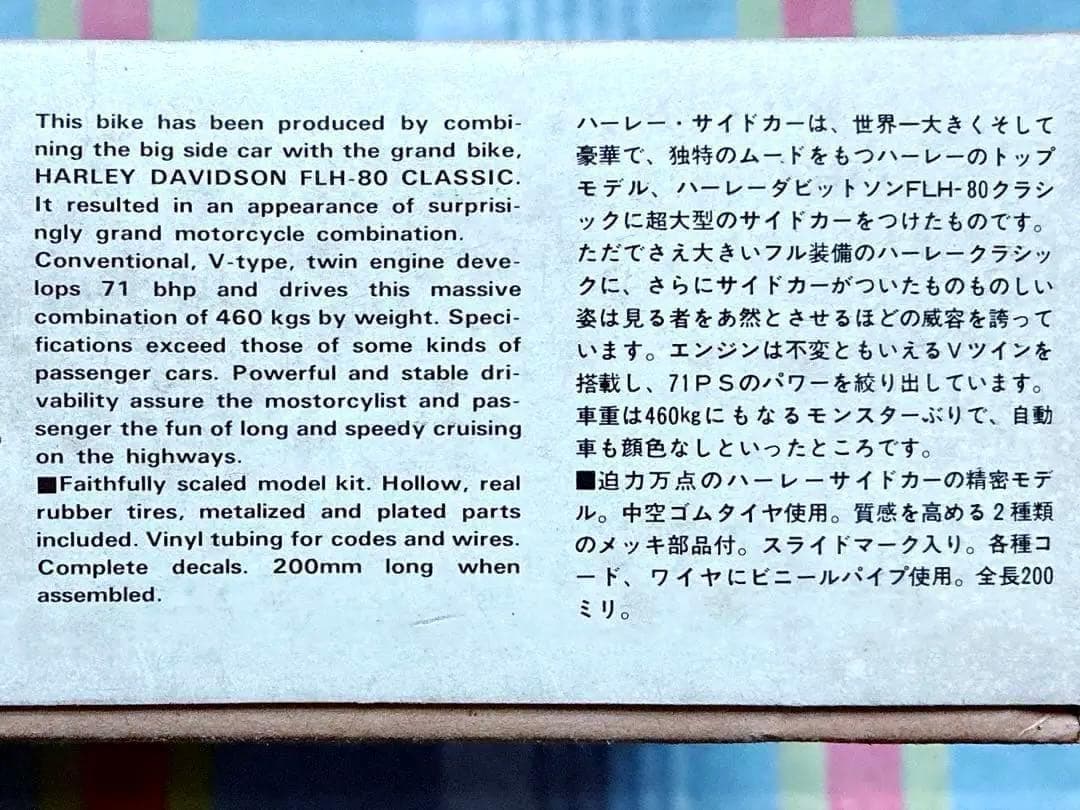 This bike has been produced by combi-
ning the big side car with the grand bike,
HARLEY DAVIDSON FLH-80 CLASSIC.
It resulted in an appearance of surprisi-
ngly grand motorcycle combination.
Conventional, V-type, twin engine deve-
lops 71 bhp and drives this massive
combination of 460 kgs by weight. Speci-
fications exceed those of some kinds of
passenger cars. Powerful and stable dri-
vability assure the mostorcylist and pas-
senger the fun of long and speedy cruising
on the highways.
■Faithfully scaled model kit. Hollow, real
rubber tires, metalized and plated parts
included. Vinyl tubing for codes and wires.
Complete decals. 200mm long when
assembled.
ハーレー・サイドカーは、世界一大きくそして
豪華で、独特のムードをもつハーレーのトップ
モデル、ハーレーダビットソンFLH-80クラシ
ックに超大型のサイドカーをつけたものです。
ただでさえ大きいフル装備のハーレークラシッ
クに、さらにサイドカーがついたものものしい
姿は見る者をあ然とさせるほどの威容を誇って
います。エンジンは不変ともいえるVツインを
搭載し、71PSのパワーを絞り出しています。
車重は460kgにもなるモンスターぶりで、自動
車も顔色なしといったところです。
■迫力万点のハーレーサイドカーの精密モデ
ル。中空ゴムタイヤ使用。質感を高める2種類
のメッキ部品付。スライドマーク入り。各種コ
ード、ワイヤにビニールパイプ使用。全長200
ミリ。